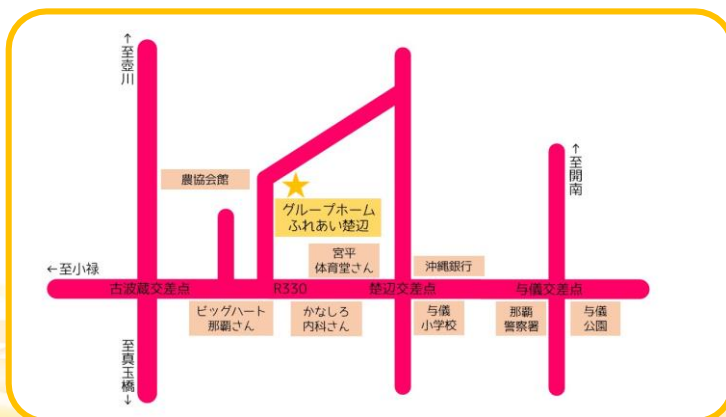 ↑至壺川
↑至開南
農協会館
グループホーム
ふれあい楚辺
宮平
体育堂さん
沖縄銀行
←至小禄
古波蔵交差点
R330
楚辺交差点
与儀交差点
ビッグハート
那覇さん
かなしろ
内科さん
与儀
小学校
那覇
警察署
与儀
公園
至真玉橋↓